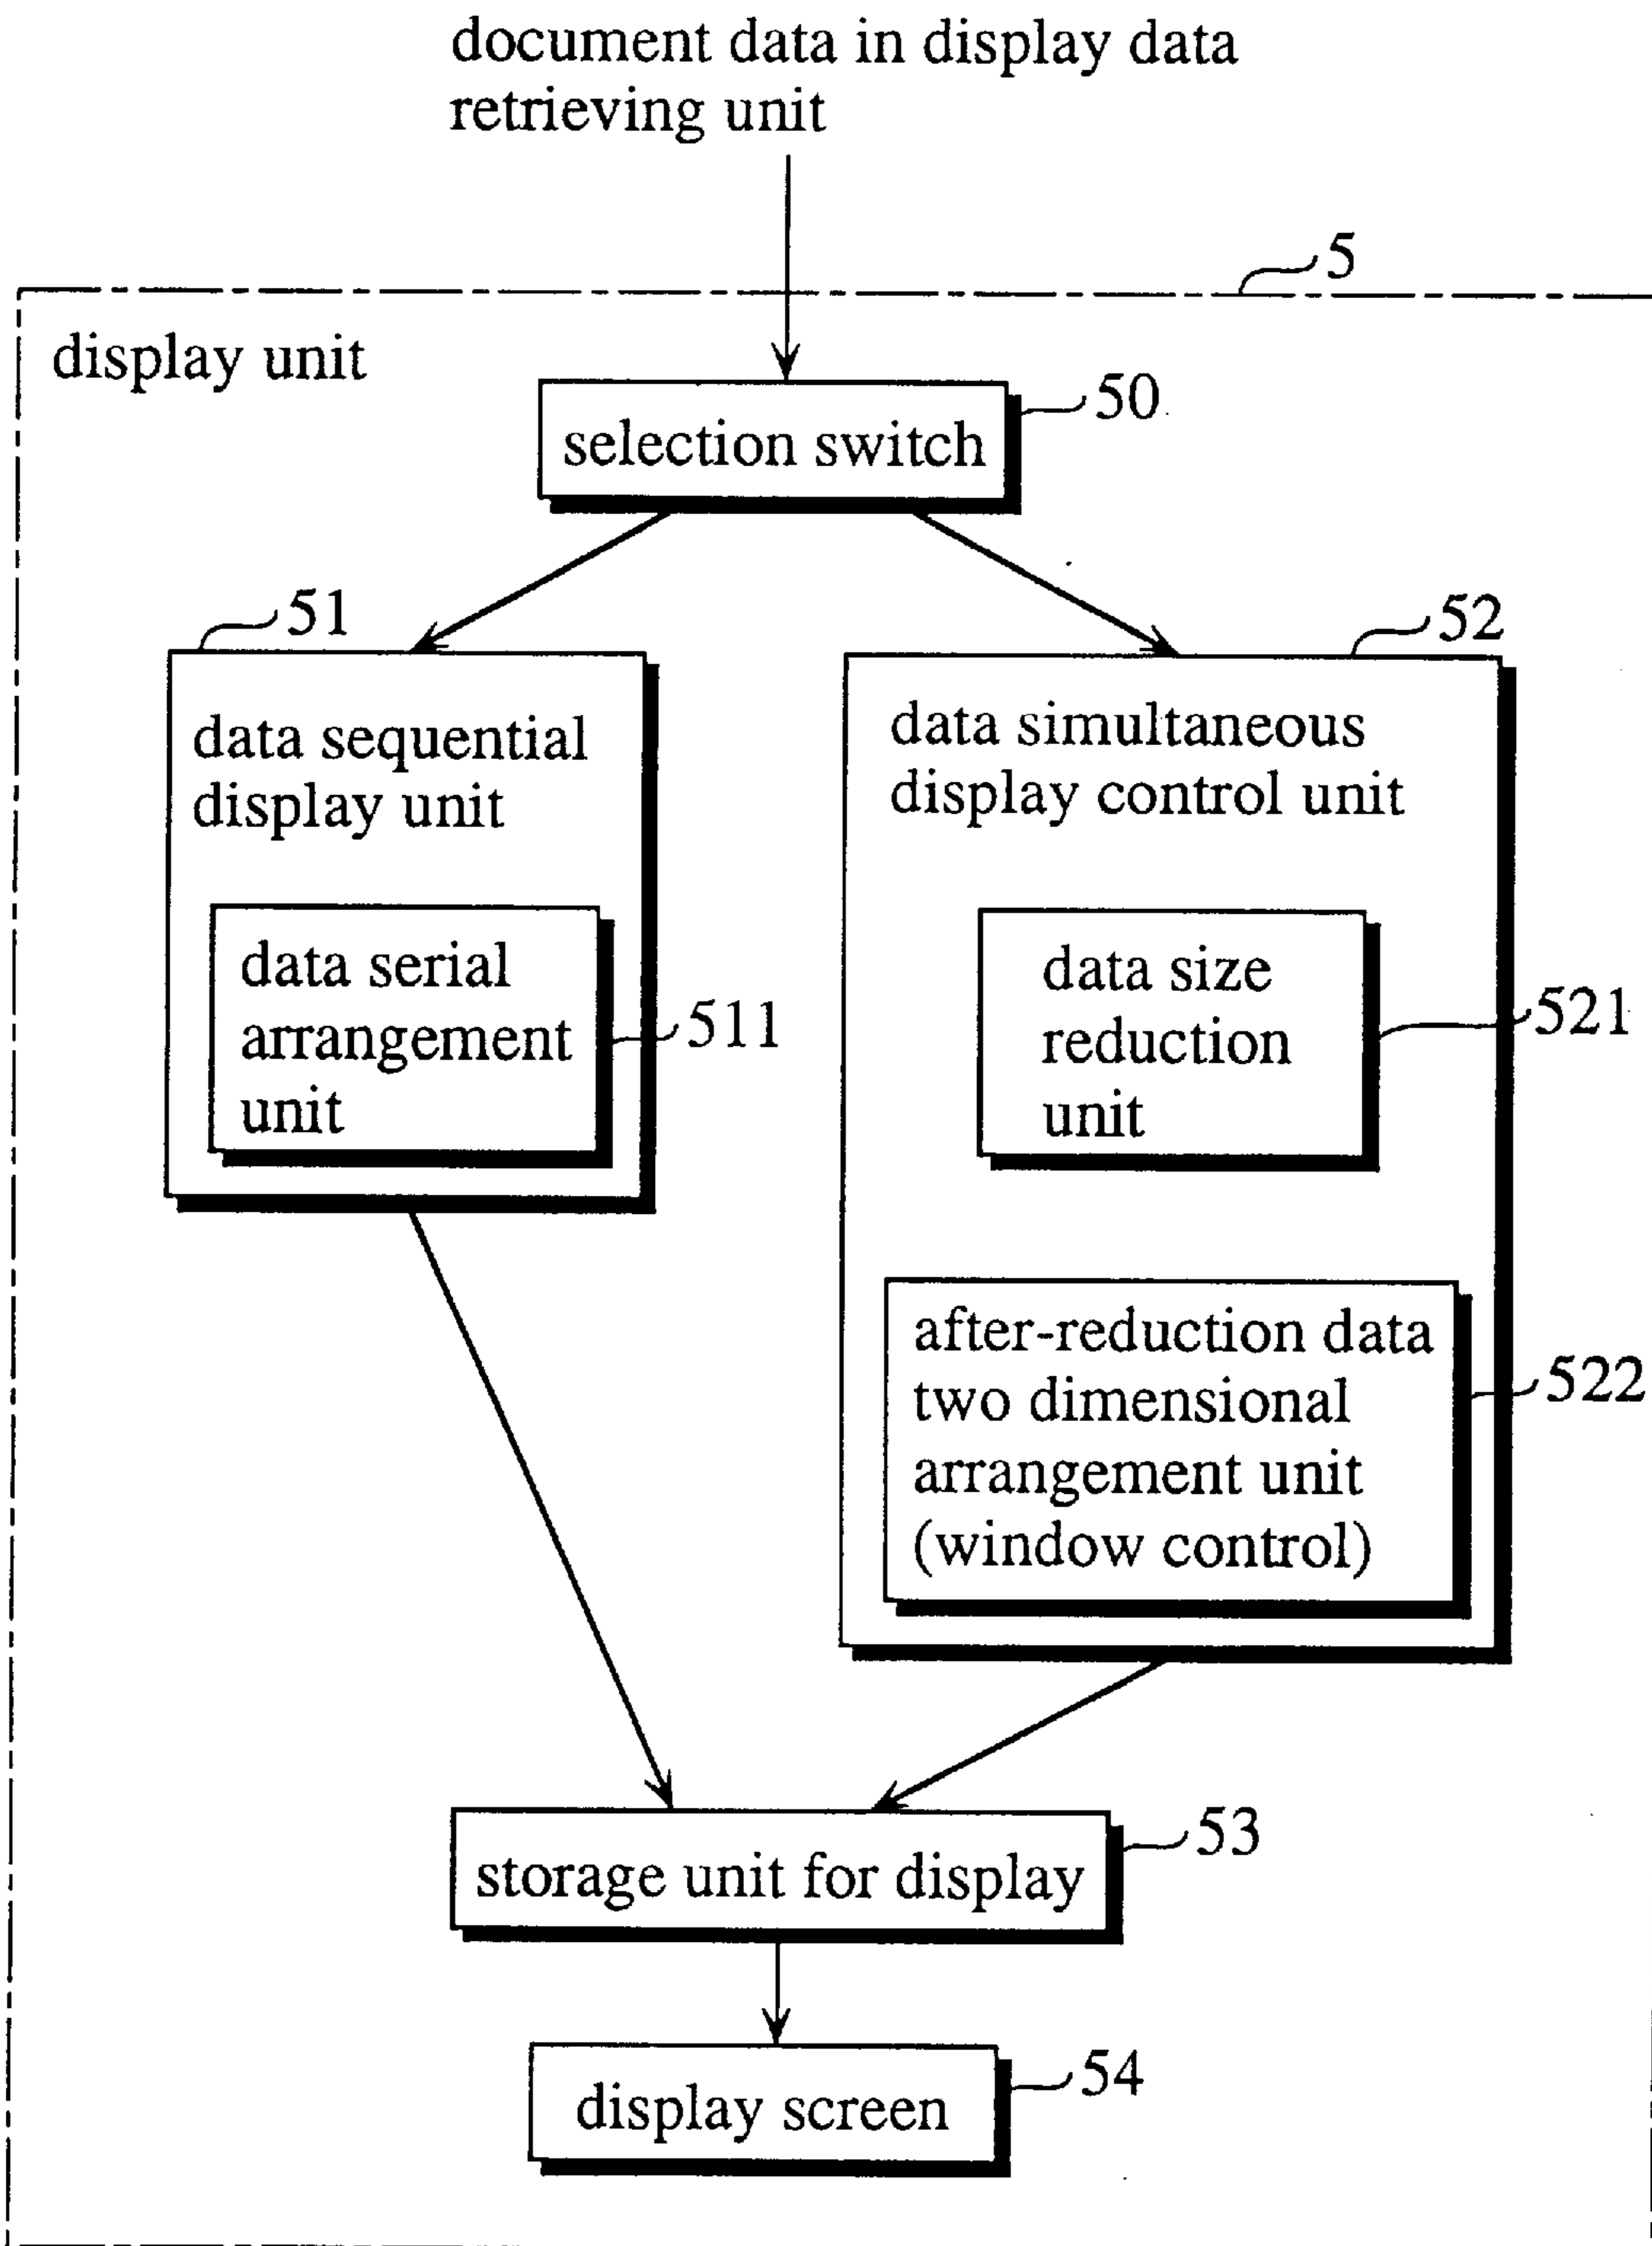 document data in display data
retrieving unit
5
display unit
50
selection switch
51
52
data sequential
display unit
data simultaneous
display control unit
data serial
arrangement
unit
511
data size
reduction
unit
521
after-reduction data
two dimensional
arrangement unit
(window control)
522
53
storage unit for display
54
display screen